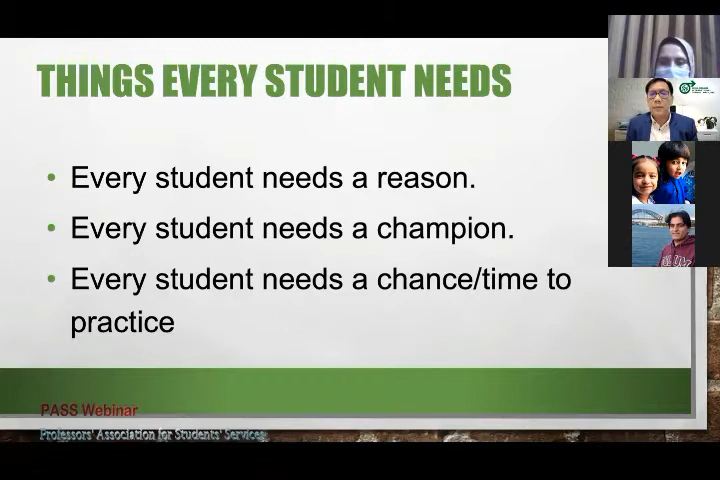 THINGS EVERY STUDENT NEEDS
• Every student needs a reason.
• Every student needs a champion.
• Every student needs a chance/time to
practice
PASS Webinar
Professors' Association for Students' Services